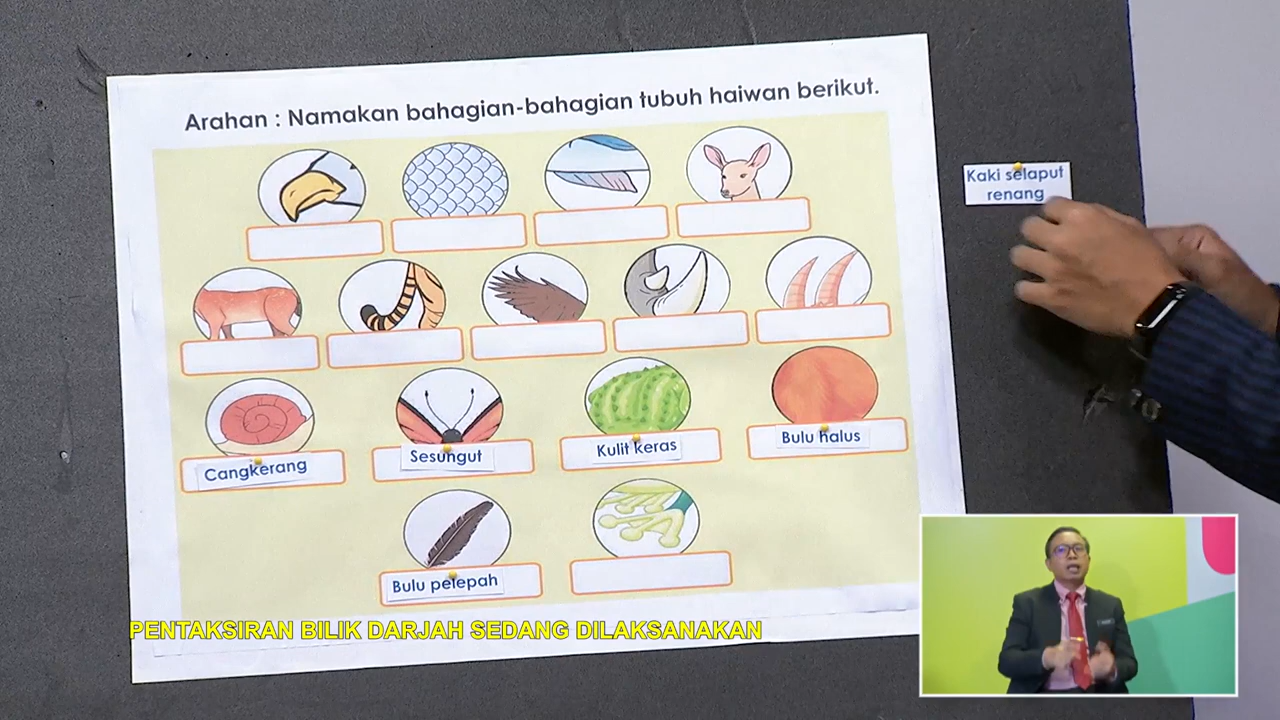 Arahan : Namakan bahagian-bahagian tubuh haiwan berikut.
Kaki selaput
renang
Cangkerang
Sesungut
Kulit keras
Bulu halus
Bulu pelepah
PENTAKSIRAN BILIK DARJAH SEDANG DILAKSANAKAN